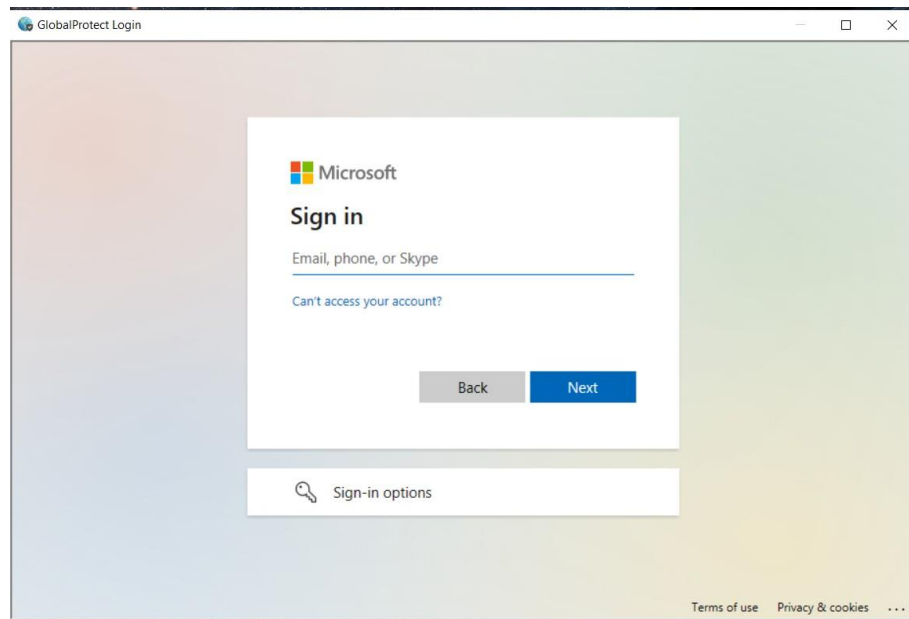 GlobalProtect Login
Microsoft
Sign in
Email, phone, or Skype
Can't access your account?
Back Next
Sign-in options
Terms of use Privacy & cookies ...